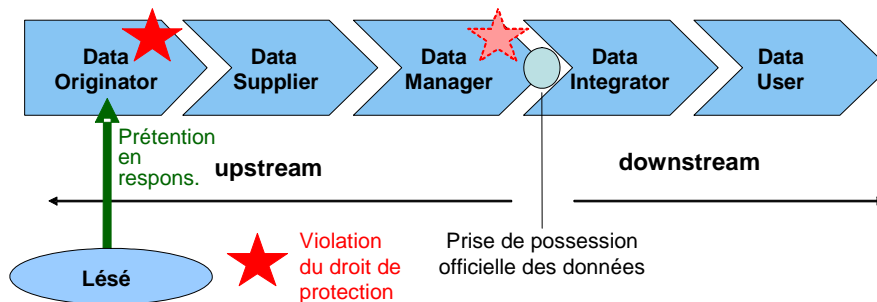 Data
Originator
Data
Supplier
Data
Manager
Data
Integrator
Data
User
Prétention
en
respons.
upstream
downstream
Lésé
Violation
du droit de
protection
Prise de possession
officielle des données